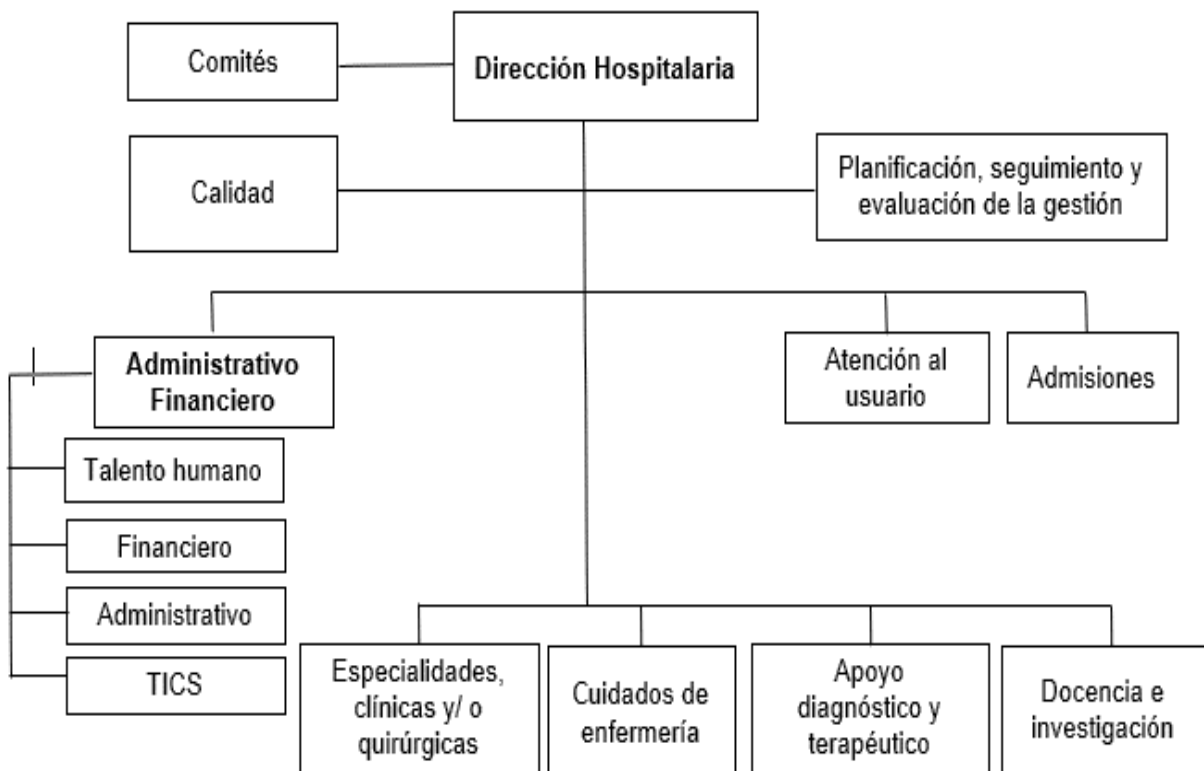 Comités
Dirección Hospitalaria
Calidad
Planificación, seguimiento y
evaluación de la gestión
Administrativo
Financiero
Atención al
usuario
Admisiones
Talento humano
Financiero
Administrativo
TICS
Especialidades,
clínicas y/ o
quirúrgicas
Cuidados de
enfermería
Apoyo
diagnóstico y
terapéutico
Docencia e
investigación